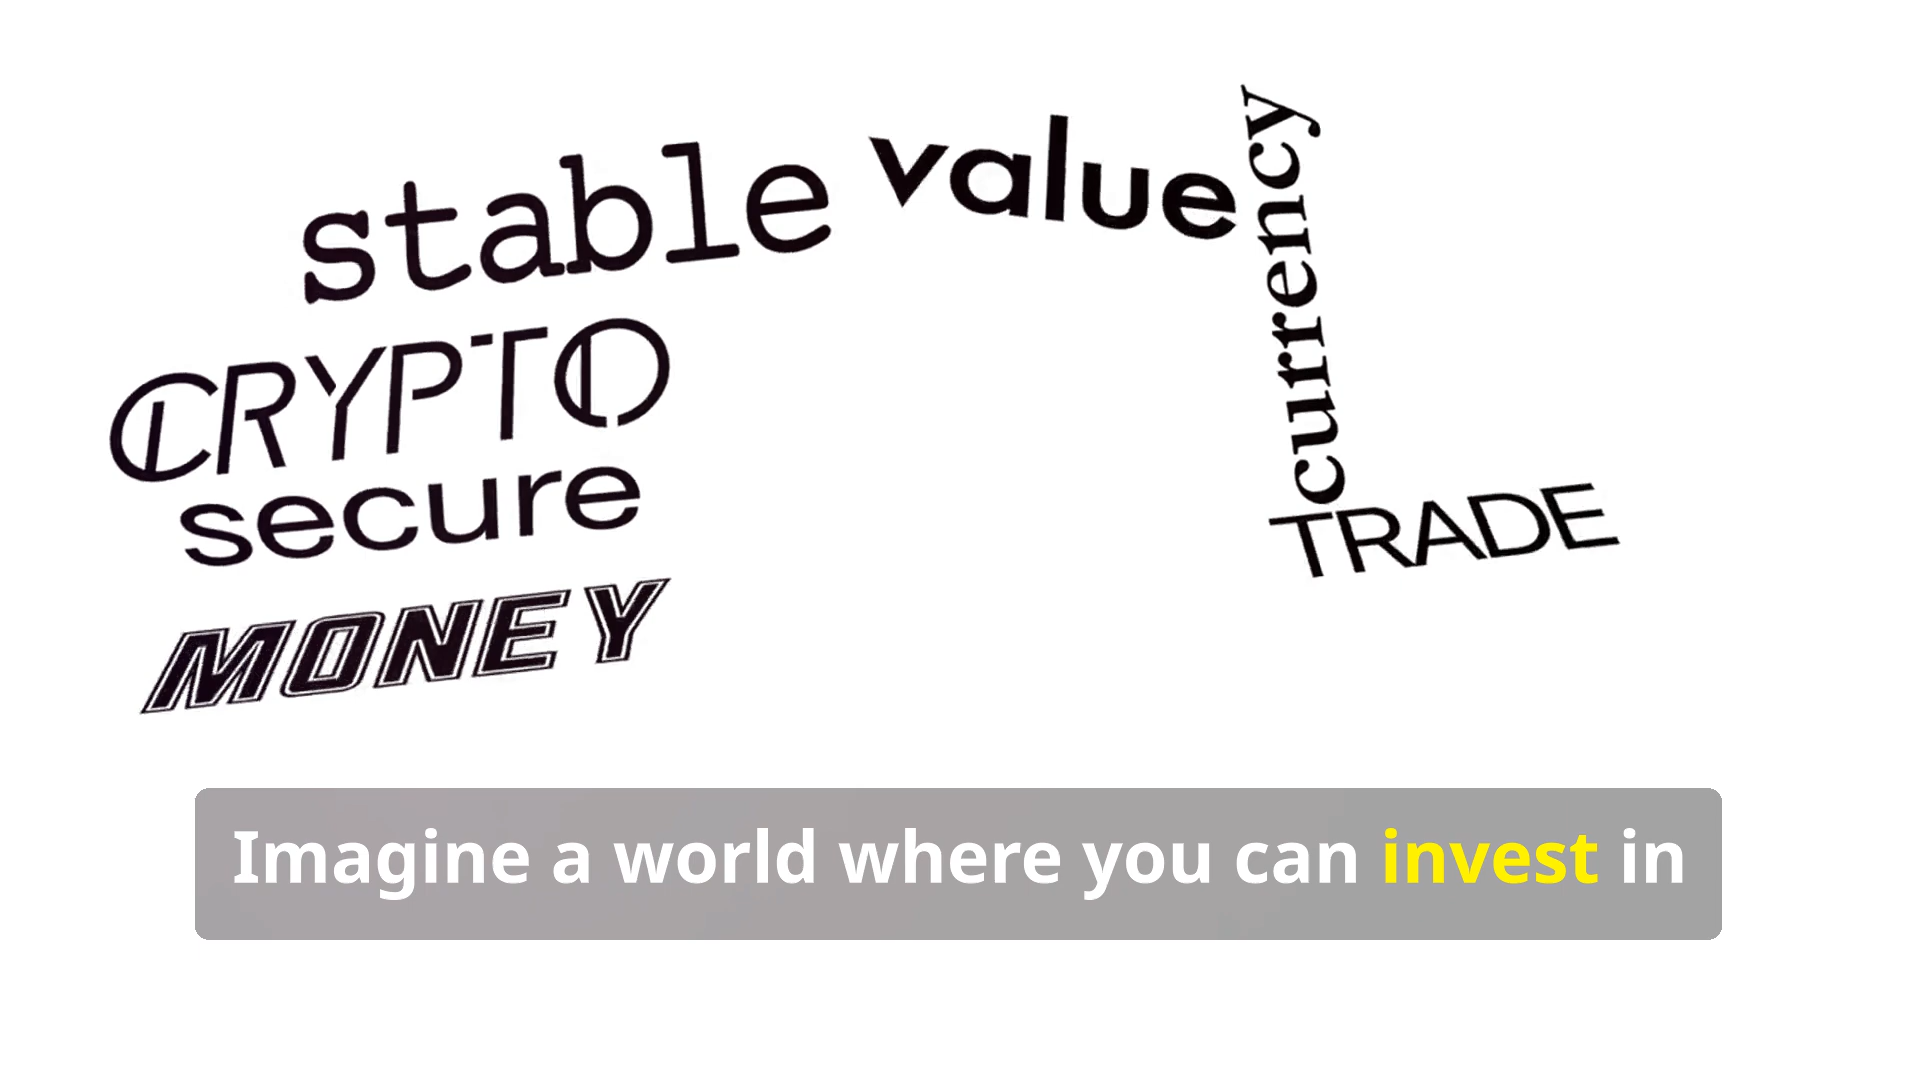 stable
value
currency
CRYPTO
secure
TRADE
MONEY
Imagine a world where you can invest in